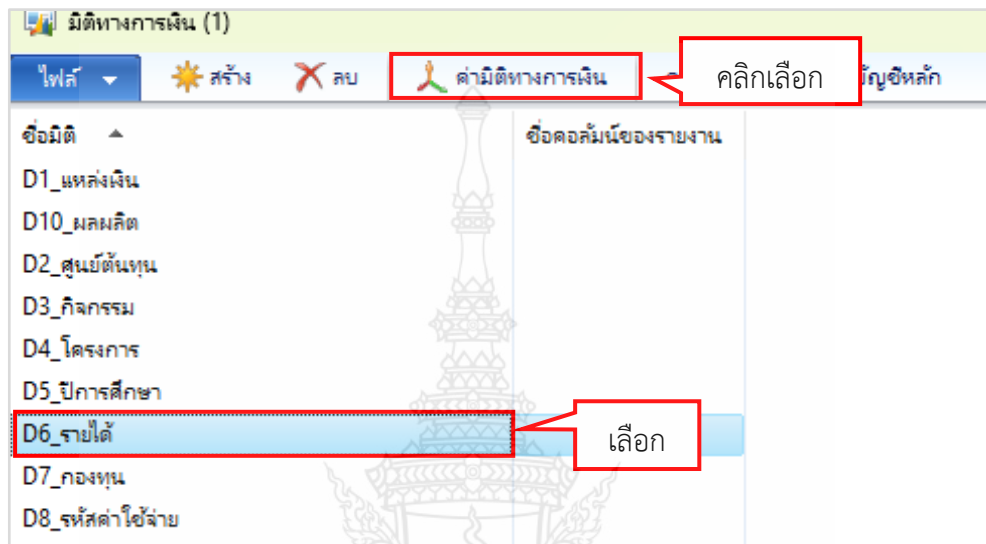 มิติทางการเงิน (1)
ไฟล์ สร้าง ลบ ค่ามิติทางการเงิน คลิกเลือก บัญชีหลัก
ชื่อมิติ ชื่อคอลัมน์ของรายงาน
D1_แหล่งเงิน
D10_ผลผลิต
D2_ศูนย์ต้นทุน
D3_กิจกรรม
D4_โครงการ
D5_ปีการศึกษา
D6_รายได้ เลือก
D7_กองทุน
D8_รหัสค่าใช้จ่าย